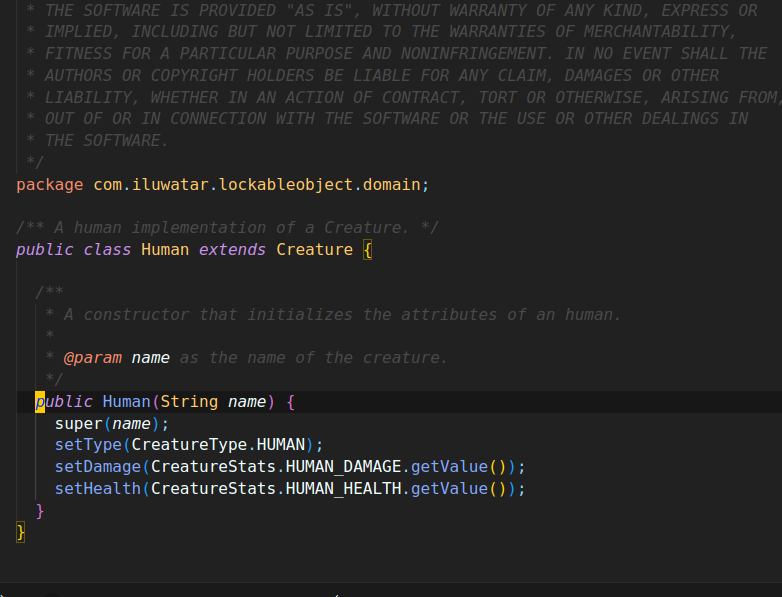 * THE SOFTWARE IS PROVIDED "AS IS", WITHOUT WARRANTY OF ANY KIND, EXPRESS OR
* IMPLIED, INCLUDING BUT NOT LIMITED TO THE WARRANTIES OF MERCHANTABILITY,
* FITNESS FOR A PARTICULAR PURPOSE AND NONINFRINGEMENT. IN NO EVENT SHALL THE
* AUTHORS OR COPYRIGHT HOLDERS BE LIABLE FOR ANY CLAIM, DAMAGES OR OTHER
* LIABILITY, WHETHER IN AN ACTION OF CONTRACT, TORT OR OTHERWISE, ARISING FROM,
* OUT OF OR IN CONNECTION WITH THE SOFTWARE OR THE USE OR OTHER DEALINGS IN
* THE SOFTWARE.
*/
package com.iluwatar.lockableobject.domain;
/** A human implementation of a Creature. */
public class Human extends Creature {
/**
* A constructor that initializes the attributes of an human.
*
* @param name as the name of the creature.
*/
public Human(String name) {
super(name);
setType(CreatureType.HUMAN);
setDamage(CreatureStats.HUMAN_DAMAGE.getValue());
setHealth(CreatureStats.HUMAN_HEALTH.getValue());
}
}